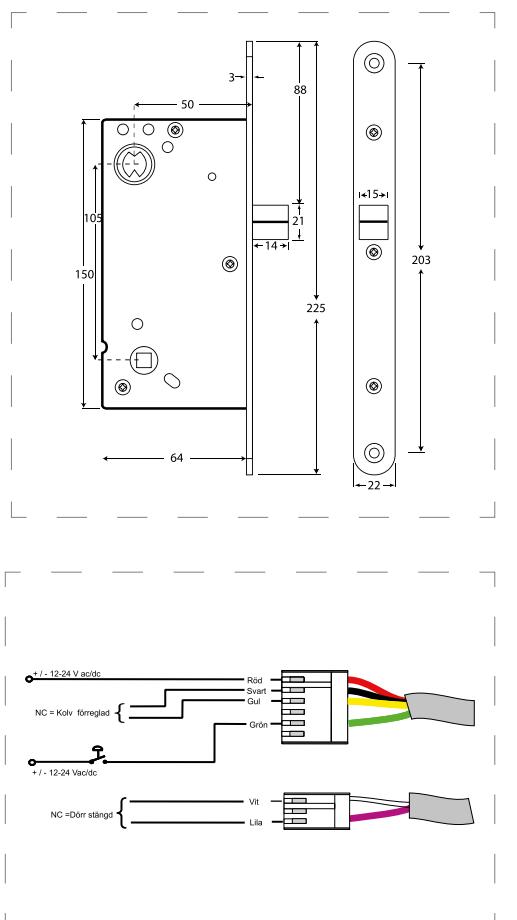 3
88
50
15
105
21
14
203
150
225
64
22
+ / - 12-24 V ac/dc
Röd
Svart
NC = Kolv förreglad
Gul
Grön
+ / - 12-24 Vac/dc
Vit
NC =Dörr stängd
Lila